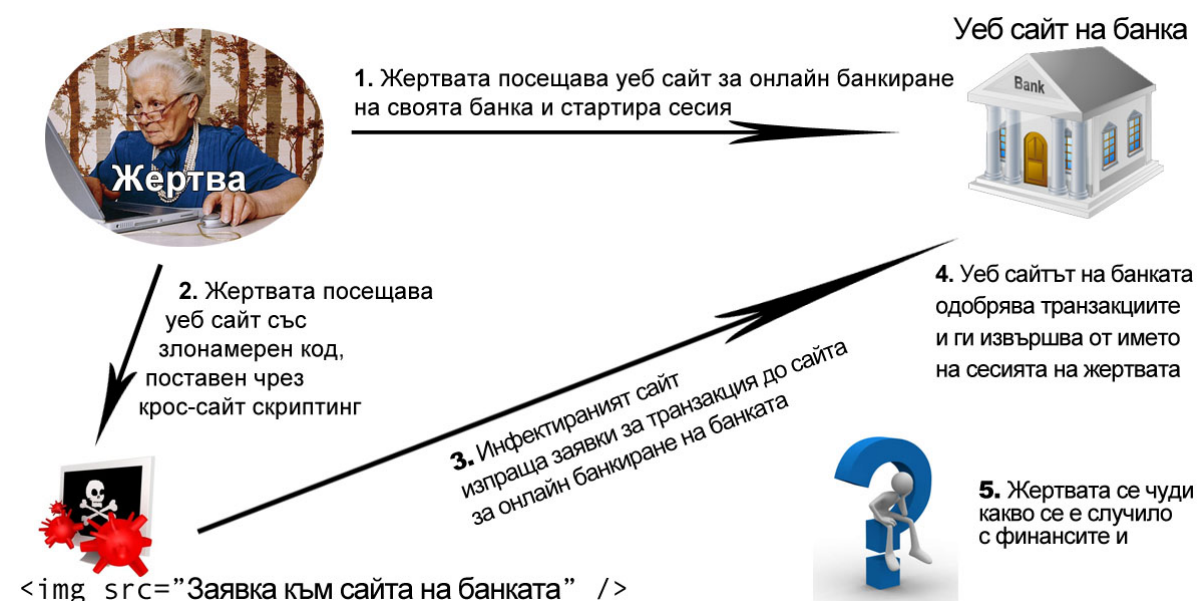 Уеб сайт на банка
Bank
1. Жертвата посещава уеб сайт за онлайн банкиране
на своята банка и стартира сесия
Жертва
2. Жертвата посещава
уеб сайт със
злонамерен код,
поставен чрез
крос-сайт скриптинг
3. Инфектираният сайт
изпраща заявки за транзакция до сайта
за онлайн банкиране на банката
4. Уеб сайтът на банката
одобрява транзакциите
и ги извършва от името
на сесията на жертвата
5. Жертвата се чуди
какво се е случило
с финансите и
<img src="Заявка към сайта на банката" />